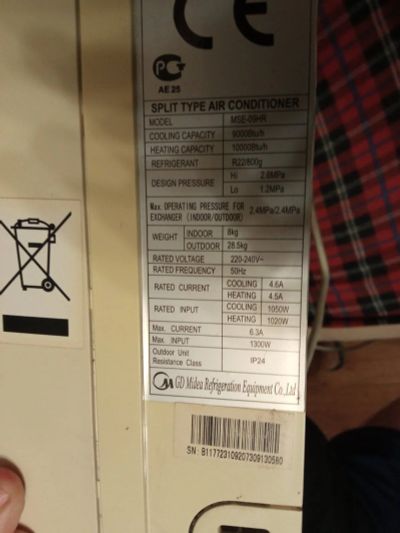 CE
PG
AE 25
SPLIT TYPE AIR CONDITIONER
MODEL MSE-09HR
COOLING CAPACITY 9000Btu/h
HEATING CAPACITY 10000Btu/h
REFRIGERANT R22/800g
DESIGN PRESSURE Hi 2.6MPa
Lo 1.2MPa
Max. OPERATING PRESSURE FOR EXCHANGER (INDOOR/OUTDOOR) 2.4MPa/2.4MPa
WEIGHT INDOOR 8kg
OUTDOOR 28.5kg
RATED VOLTAGE 220-240V~
RATED FREQUENCY 50Hz
RATED CURRENT COOLING 4.6A
HEATING 4.5A
RATED INPUT COOLING 1050W
HEATING 1020W
Max. CURRENT 6.3A
Max. INPUT 1300W
Outdoor Unit
Resistance Class IP24
GD Midea Refrigeration Equipment Co.,Ltd
SN: B117723109207309130580